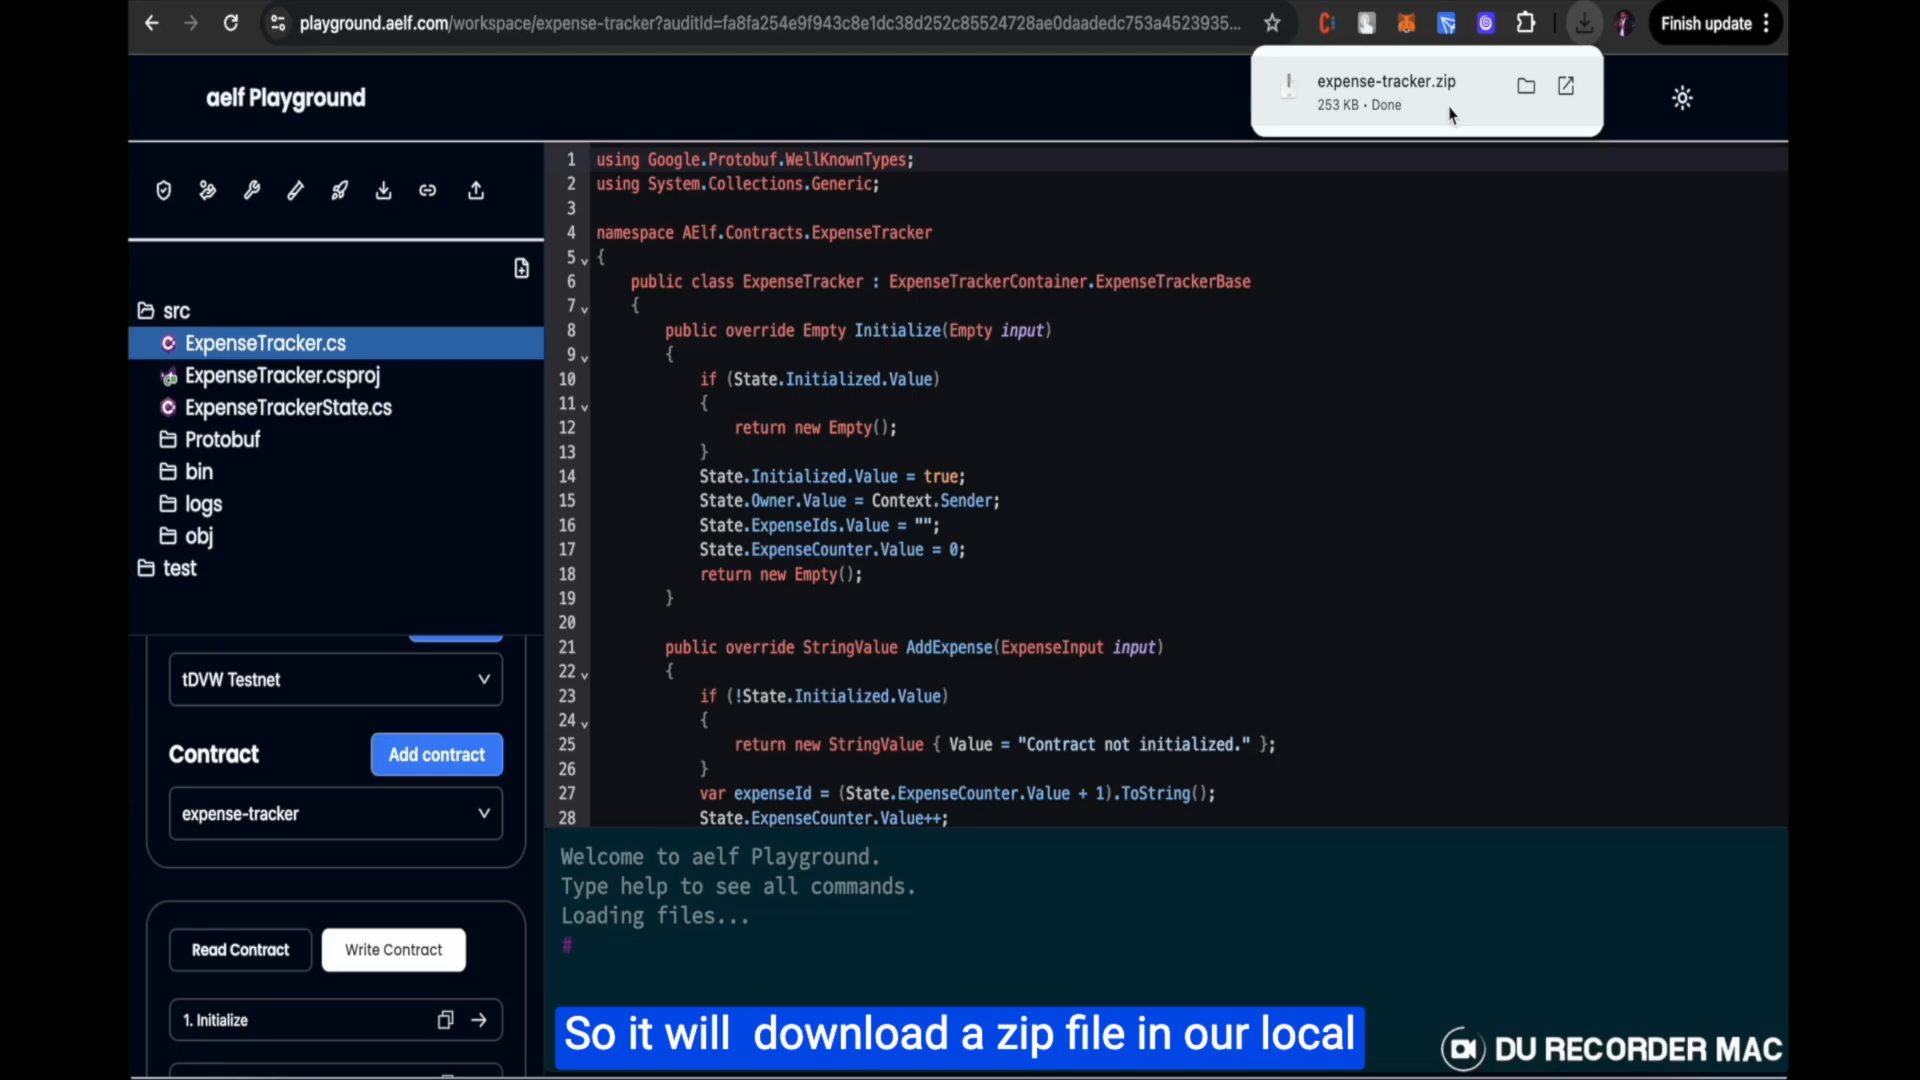 playground.aelf.com/workspace/expense-tracker?auditId=fa8fa254e9f943c8e1dc38d252c85524728ae0daadedc753a4523935...
Finish update
expense-tracker.zip
253 KB • Done
aelf Playground
src
ExpenseTracker.cs
ExpenseTracker.csproj
ExpenseTrackerState.cs
Protobuf
bin
logs
obj
test
tDVW Testnet
Contract
Add contract
expense-tracker
Read Contract
Write Contract
1. Initialize
1 using Google.Protobuf.WellKnownTypes;
2 using System.Collections.Generic;
3
4 namespace AElf.Contracts.ExpenseTracker
5 {
6 public class ExpenseTracker : ExpenseTrackerContainer.ExpenseTrackerBase
7 {
8 public override Empty Initialize(Empty input)
9 {
10 if (State.Initialized.Value)
11 {
12 return new Empty();
13 }
14 State.Initialized.Value = true;
15 State.Owner.Value = Context.Sender;
16 State.ExpenseIds.Value = "";
17 State.ExpenseCounter.Value = 0;
18 return new Empty();
19 }
20
21 public override StringValue AddExpense(ExpenseInput input)
22 {
23 if (!State.Initialized.Value)
24 {
25 return new StringValue { Value = "Contract not initialized." };
26 }
27 var expenseId = (State.ExpenseCounter.Value + 1).ToString();
28 State.ExpenseCounter.Value++;
Welcome to aelf Playground.
Type help to see all commands.
Loading files...
#
So it will download a zip file in our local
DU RECORDER MAC